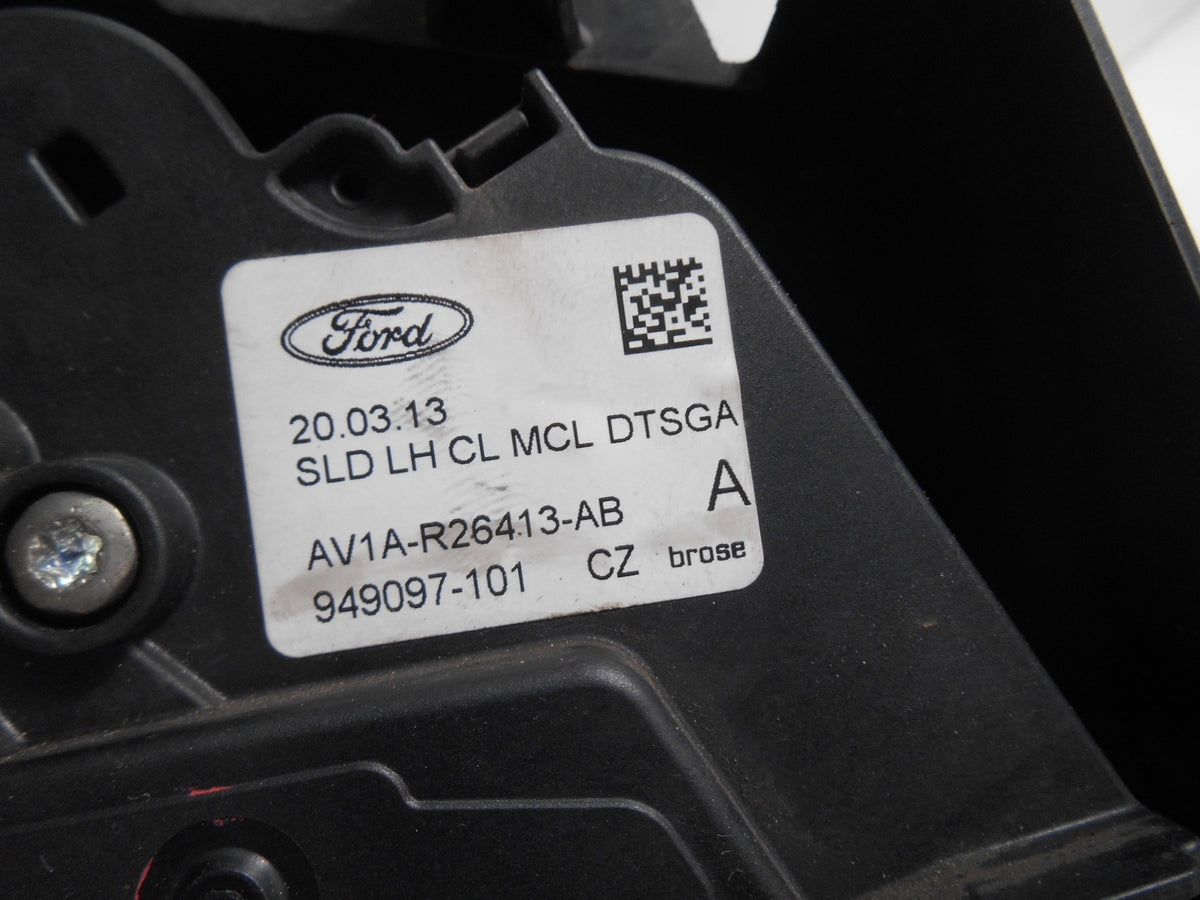 Ford
20.03.13
SLD LH CL MCL DTSGA
A
AV1A-R26413-AB
949097-101 CZ brose